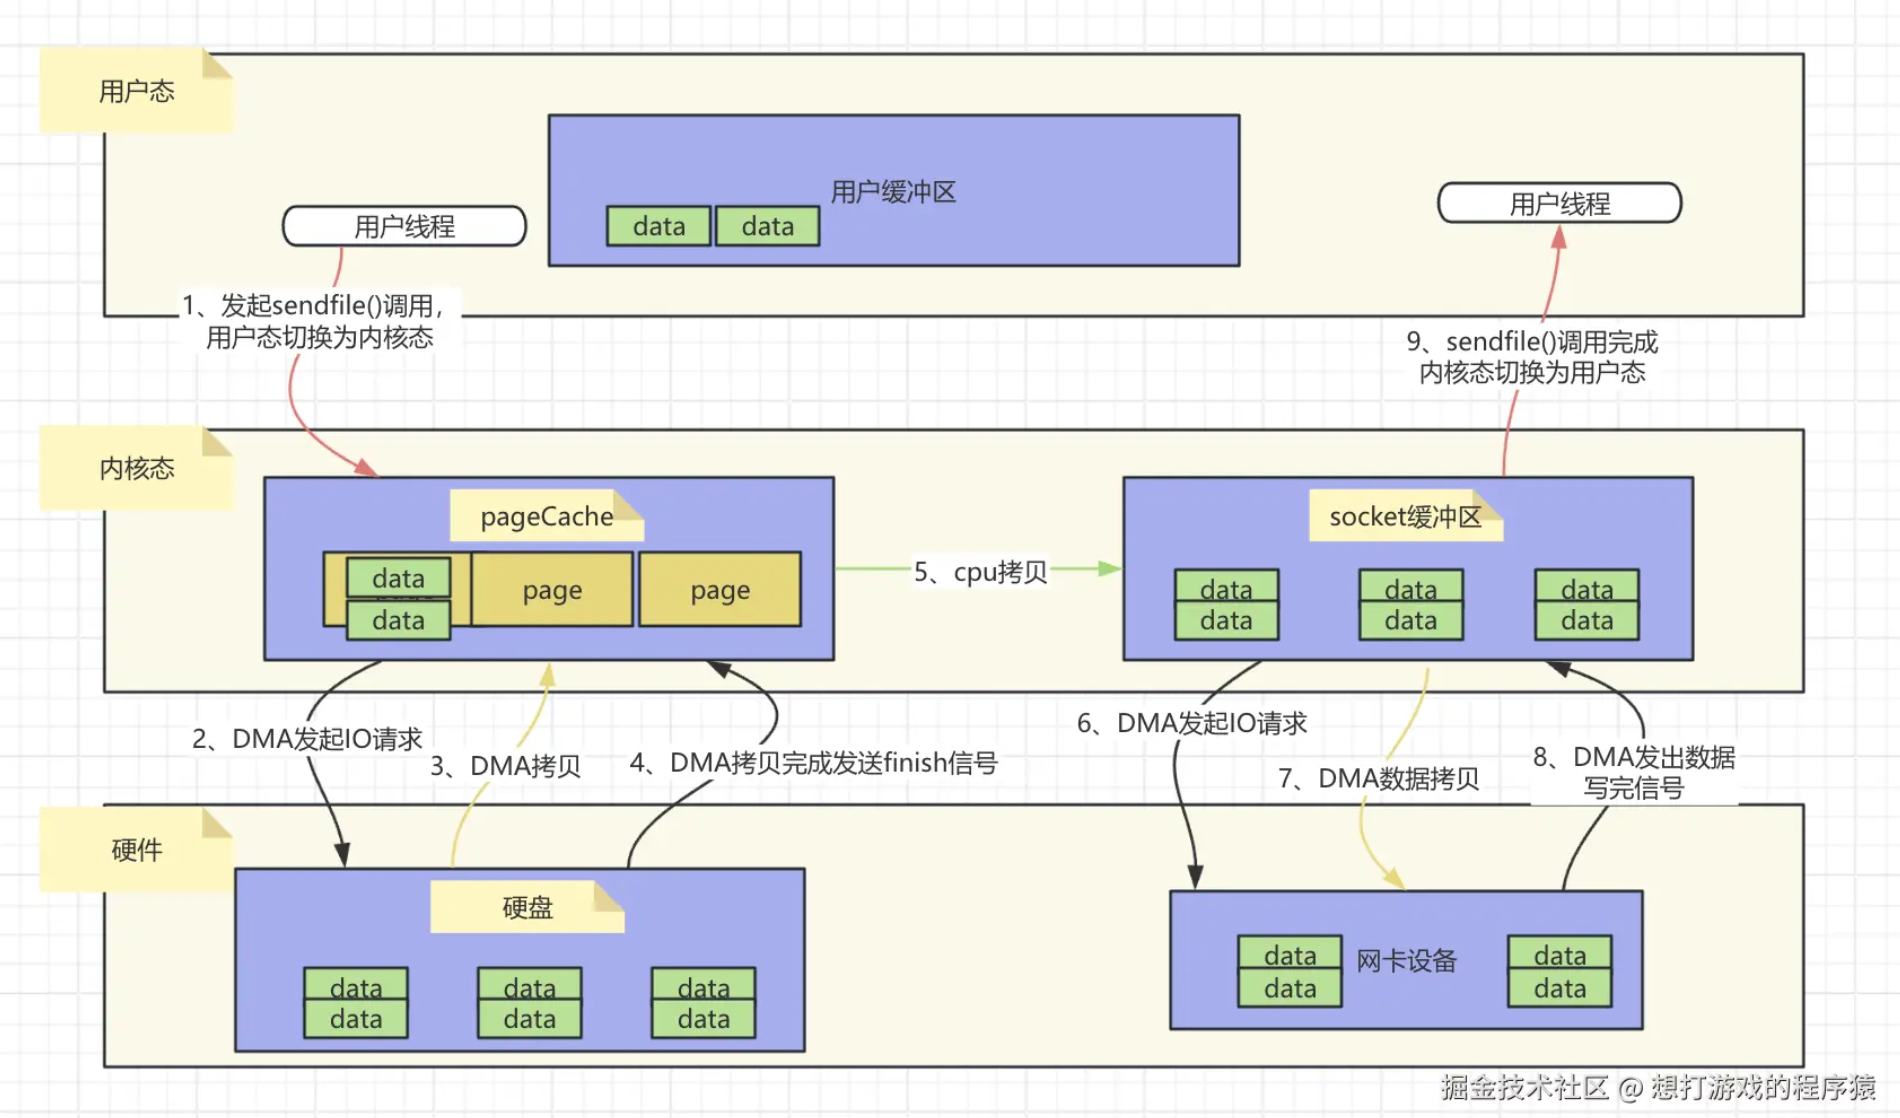 用户态
用户缓冲区
data
data
用户线程
用户线程
1、发起sendfile()调用，
用户态切换为内核态
9、sendfile()调用完成
内核态切换为用户态
内核态
pageCache
data
data
page
page
5、cpu拷贝
socket缓冲区
data
data
data
data
data
data
2、DMA发起IO请求
3、DMA拷贝
4、DMA拷贝完成发送finish信号
6、DMA发起IO请求
7、DMA数据拷贝
8、DMA发出数据
写完信号
硬件
硬盘
data
data
data
data
data
data
data
data
网卡设备
data
data
掘金技术社区 @ 想打游戏的程序猿